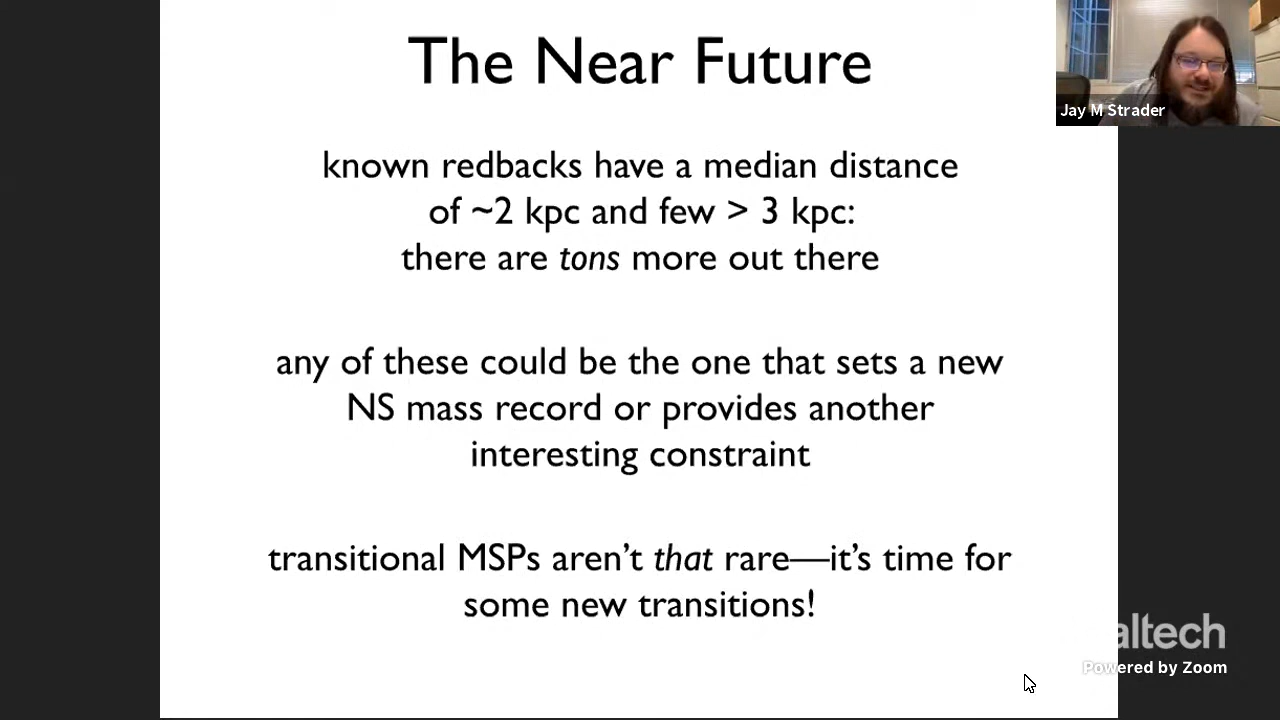 The Near Future
Jay M Strader
known redbacks have a median distance
of ~2 kpc and few > 3 kpc:
there are tons more out there
any of these could be the one that sets a new
NS mass record or provides another
interesting constraint
transitional MSPs aren't that rare—it's time for
some new transitions!
altech
Powered by Zoom